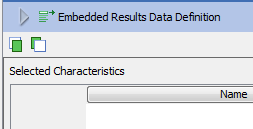 Embedded Results Data Definition
Selected Characteristics
Name